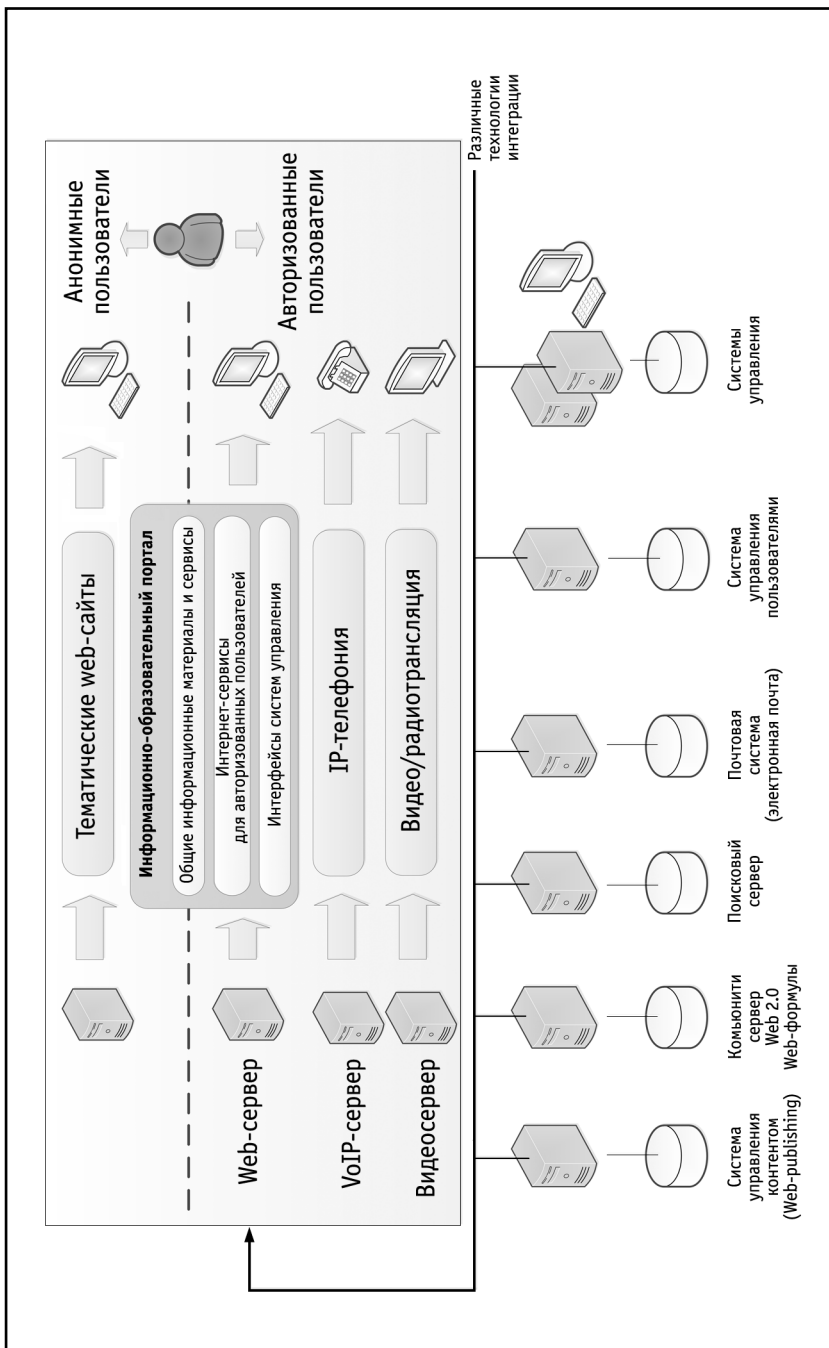 Анонимные
пользователи
Авторизованные
пользователи
Тематические web-сайты
Информационно-образовательный портал
Общие информационные материалы и сервисы
Интернет-сервисы
для авторизованных пользователей
Интерфейсы систем управления
IP-телефония
Видео/радиотрансляция
Web-сервер
VoIP-сервер
Видеосервер
Различные
технологии
интеграции
Система
управления
контентом
(Web-publishing)
Комьюнити
сервер
Web 2.0
Web-формулы
Поисковый
сервер
Почтовая
система
(электронная почта)
Система
управления
пользователями
Системы
управления